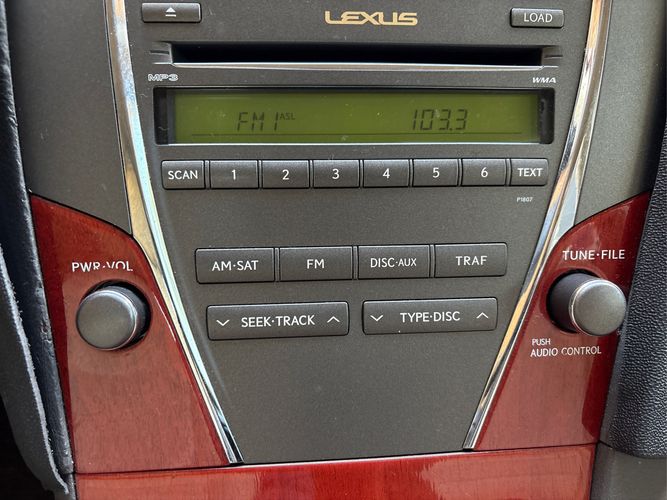 LEXUS
LOAD
MP3
WMA
FM1 ASL 103.3
SCAN 1 2 3 4 5 6 TEXT
P1807
PWR·VOL
AM·SAT FM DISC·AUX TRAF
TUNE·FILE
SEEK·TRACK TYPE·DISC
PUSH
AUDIO CONTROL